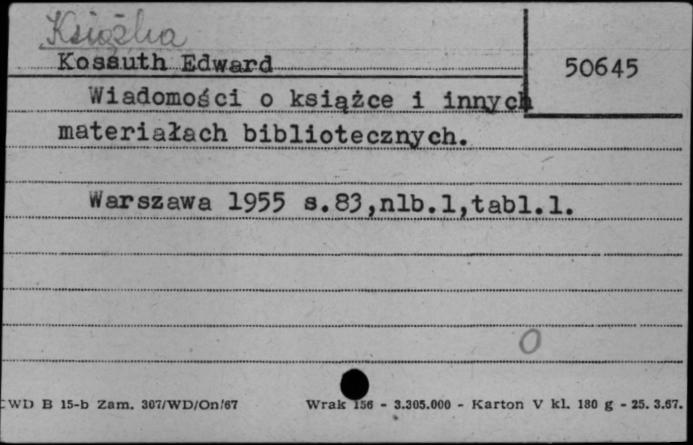 Książka
Kossuth Edward
50645
Wiadomości o książce i innych
materiałach bibliotecznych.
Warszawa 1955 s.83,nlb.1,tabl.1.
0
WD B 15-b Zam. 307/WD/On/67
Wrak 156 - 3.305.000 - Karton V kl. 180 g - 25. 3.67.